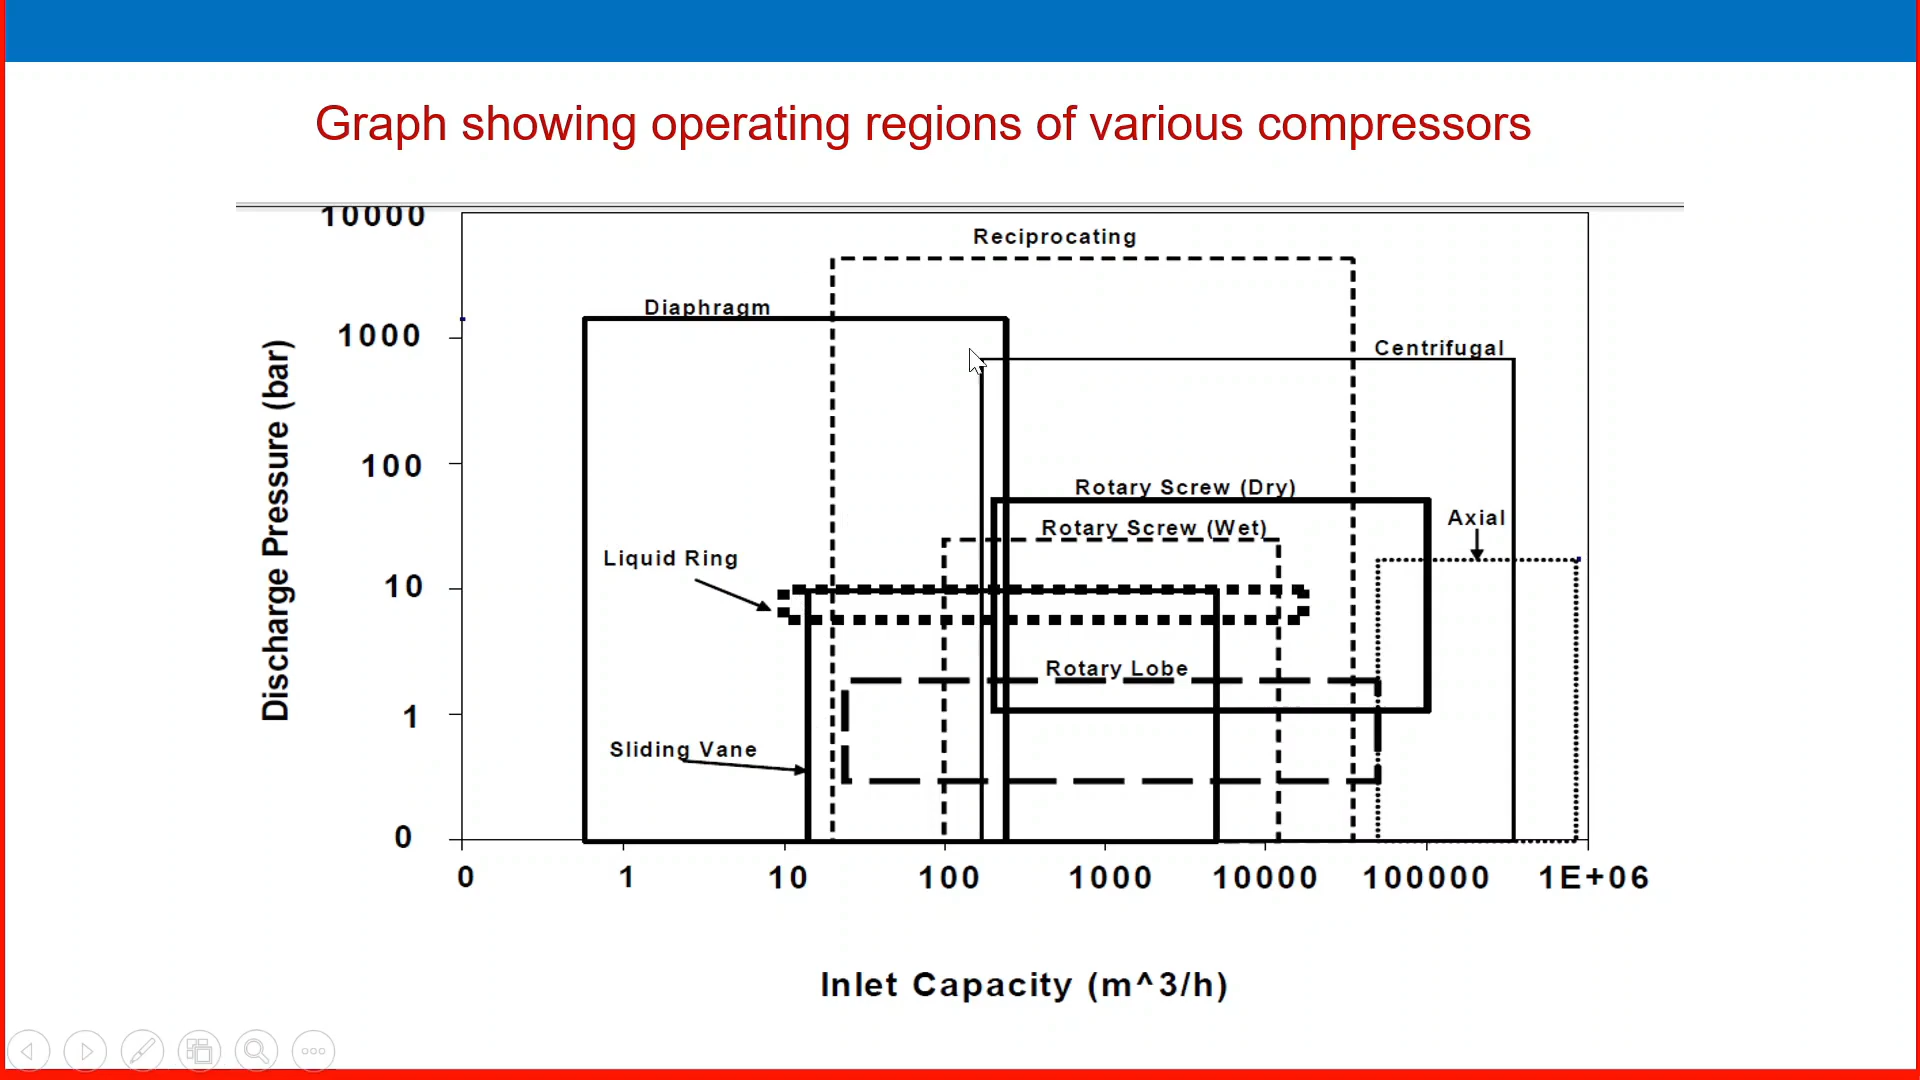 Graph showing operating regions of various compressors
10000
Reciprocating
Diaphragm
1000
Centrifugal
Discharge Pressure (bar)
100
Rotary Screw (Dry)
Axial
Rotary Screw (Wet)
Liquid Ring
10
Rotary Lobe
1
Sliding Vane
0
0 1 10 100 1000 10000 100000 1E+06
Inlet Capacity (m^3/h)